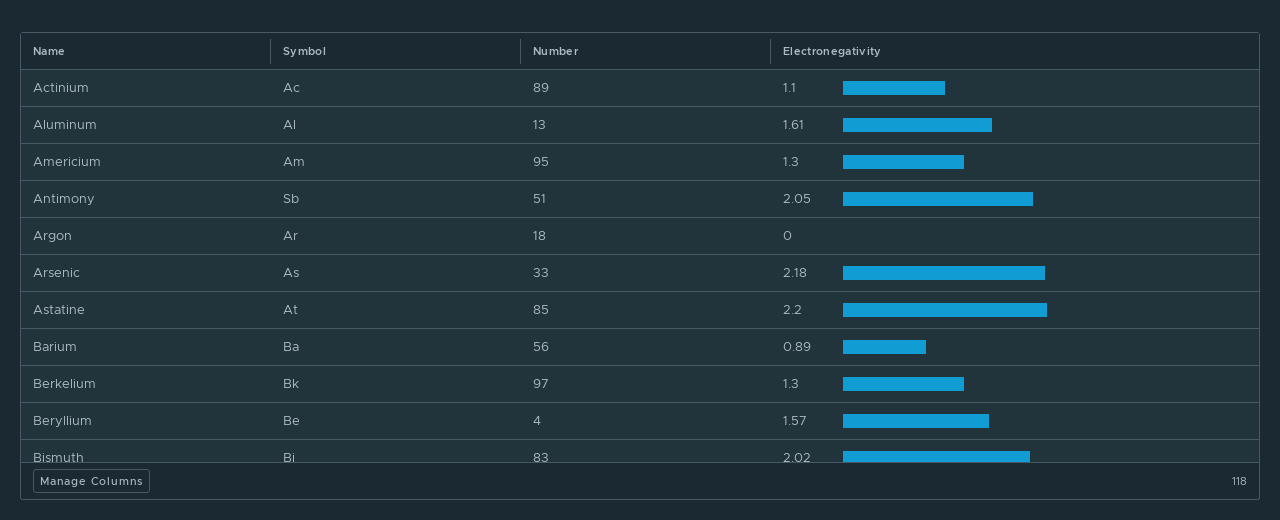 Name Symbol Number Electronegativity
Actinium Ac 89 1.1
Aluminum Al 13 1.61
Americium Am 95 1.3
Antimony Sb 51 2.05
Argon Ar 18 0
Arsenic As 33 2.18
Astatine At 85 2.2
Barium Ba 56 0.89
Berkelium Bk 97 1.3
Beryllium Be 4 1.57
Bismuth Bi 83 2.02
Manage Columns 118